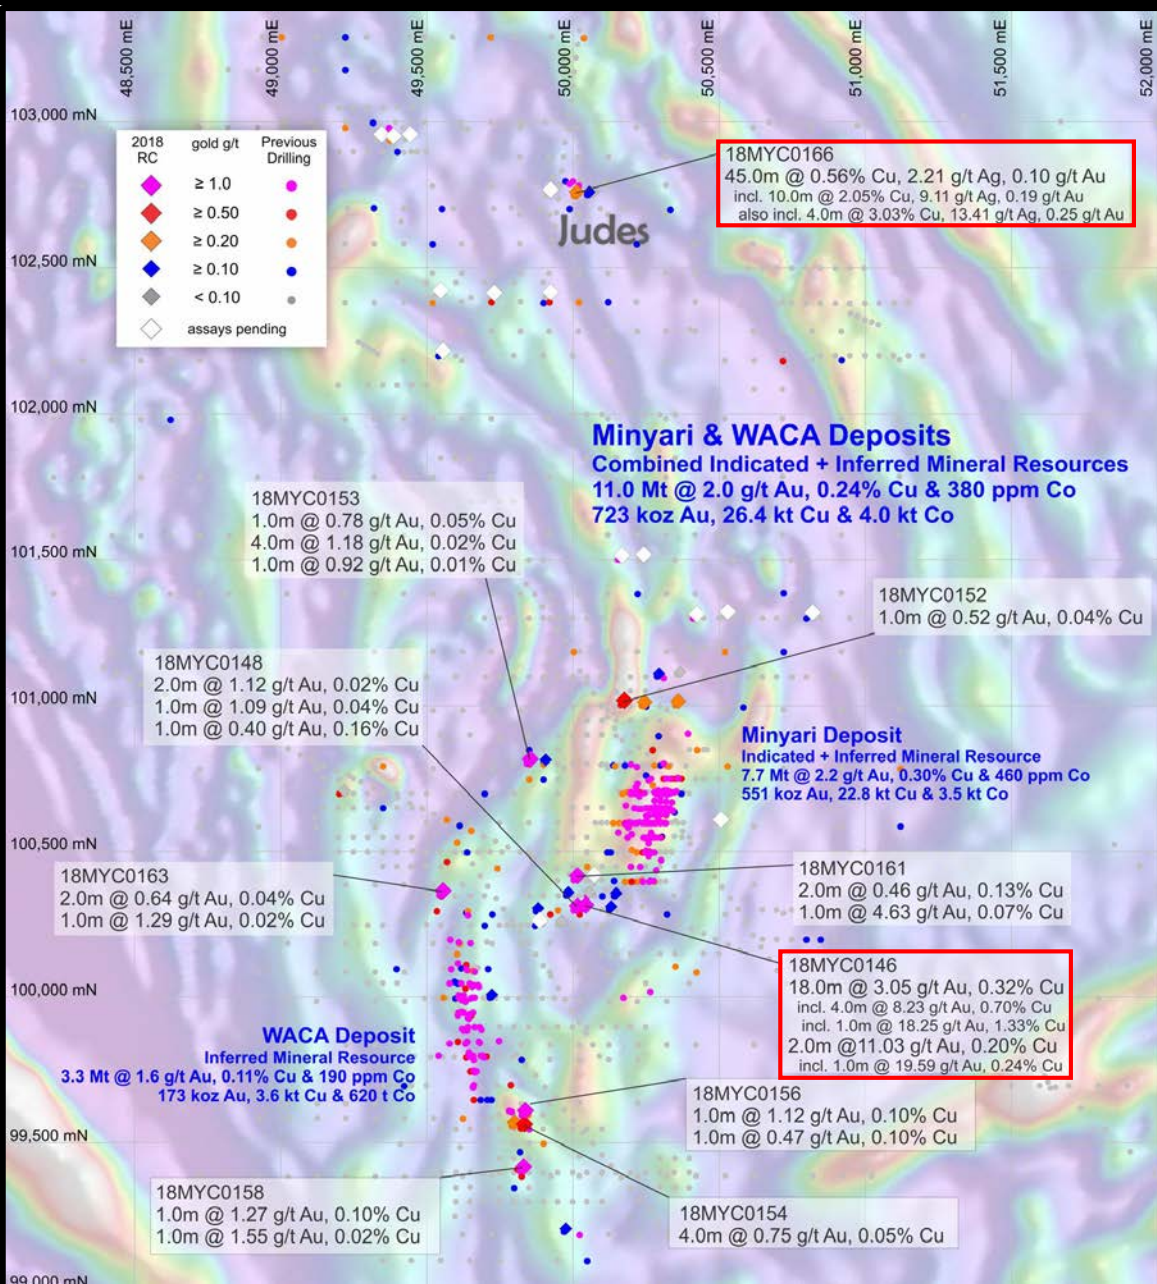 48,500 mE
49,000 mE
49,500 mE
50,000 mE
50,500 mE
51,000 mE
51,500 mE
52,000 mE
103,000 mN
2018 RC
gold g/t
Previous Drilling
≥ 1.0
≥ 0.50
≥ 0.20
≥ 0.10
< 0.10
assays pending
18MYC0166
45.0m @ 0.56% Cu, 2.21 g/t Ag, 0.10 g/t Au
incl. 10.0m @ 2.05% Cu, 9.11 g/t Ag, 0.19 g/t Au
also incl. 4.0m @ 3.03% Cu, 13.41 g/t Ag, 0.25 g/t Au
Judes
102,500 mN
102,000 mN
Minyari & WACA Deposits
Combined Indicated + Inferred Mineral Resources
11.0 Mt @ 2.0 g/t Au, 0.24% Cu & 380 ppm Co
723 koz Au, 26.4 kt Cu & 4.0 kt Co
18MYC0153
1.0m @ 0.78 g/t Au, 0.05% Cu
4.0m @ 1.18 g/t Au, 0.02% Cu
1.0m @ 0.92 g/t Au, 0.01% Cu
101,500 mN
18MYC0152
1.0m @ 0.52 g/t Au, 0.04% Cu
18MYC0148
2.0m @ 1.12 g/t Au, 0.02% Cu
1.0m @ 1.09 g/t Au, 0.04% Cu
1.0m @ 0.40 g/t Au, 0.16% Cu
101,000 mN
Minyari Deposit
Indicated + Inferred Mineral Resource
7.7 Mt @ 2.2 g/t Au, 0.30% Cu & 460 ppm Co
551 koz Au, 22.8 kt Cu & 3.5 kt Co
100,500 mN
18MYC0163
2.0m @ 0.64 g/t Au, 0.04% Cu
1.0m @ 1.29 g/t Au, 0.02% Cu
18MYC0161
2.0m @ 0.46 g/t Au, 0.13% Cu
1.0m @ 4.63 g/t Au, 0.07% Cu
18MYC0146
18.0m @ 3.05 g/t Au, 0.32% Cu
incl. 4.0m @ 8.23 g/t Au, 0.70% Cu
incl. 1.0m @ 18.25 g/t Au, 1.33% Cu
2.0m @11.03 g/t Au, 0.20% Cu
incl. 1.0m @ 19.59 g/t Au, 0.24% Cu
100,000 mN
WACA Deposit
Inferred Mineral Resource
3.3 Mt @ 1.6 g/t Au, 0.11% Cu & 190 ppm Co
173 koz Au, 3.6 kt Cu & 620 t Co
18MYC0156
1.0m @ 1.12 g/t Au, 0.10% Cu
1.0m @ 0.47 g/t Au, 0.10% Cu
99,500 mN
18MYC0158
1.0m @ 1.27 g/t Au, 0.10% Cu
1.0m @ 1.55 g/t Au, 0.02% Cu
18MYC0154
4.0m @ 0.75 g/t Au, 0.05% Cu
99,000 mN